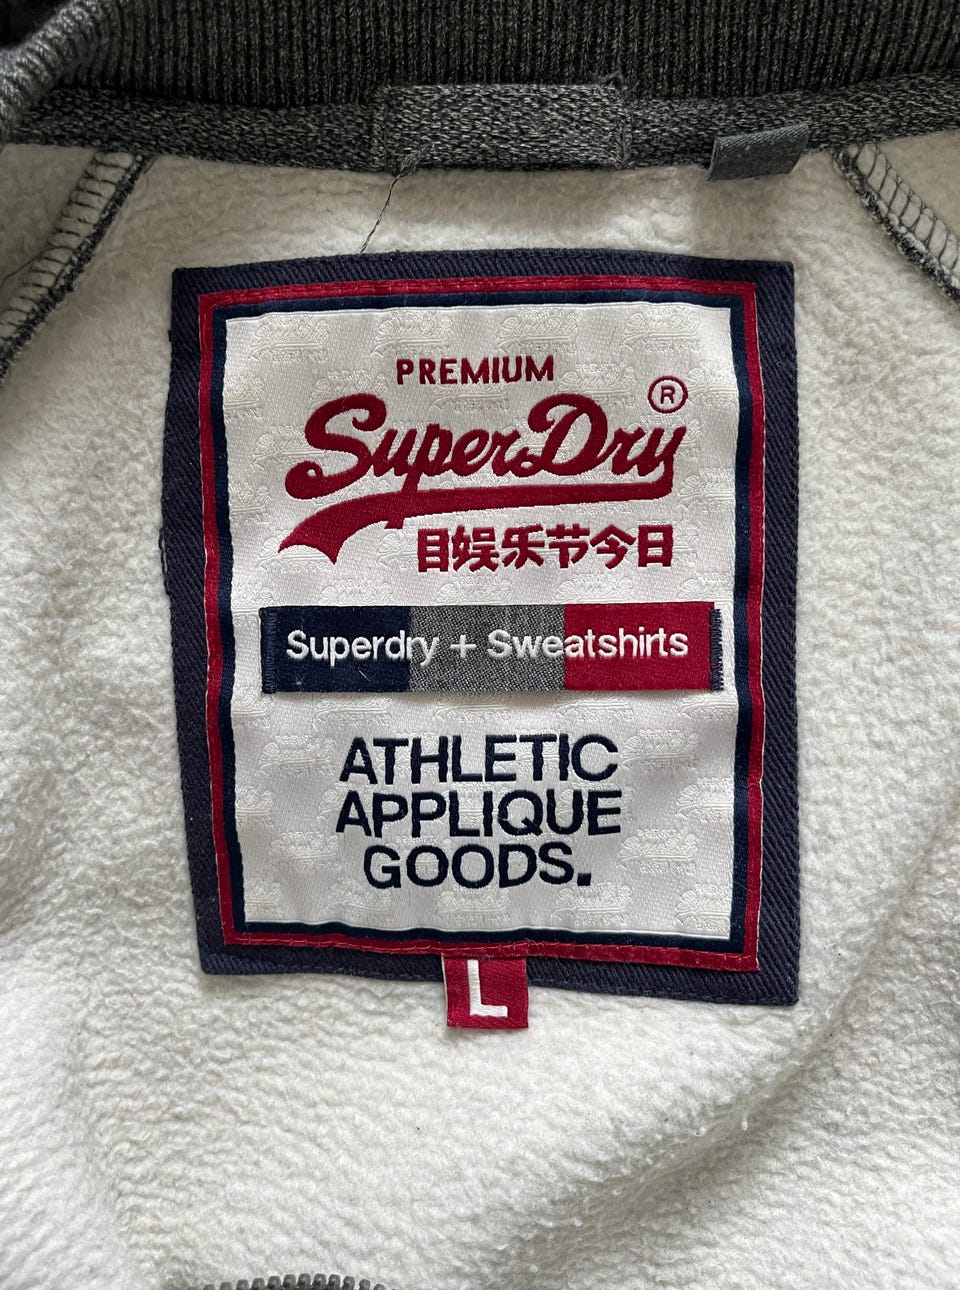 PREMIUM
SuperDry®
目娱乐节今日
Superdry + Sweatshirts
ATHLETIC
APPLIQUE
GOODS.
L